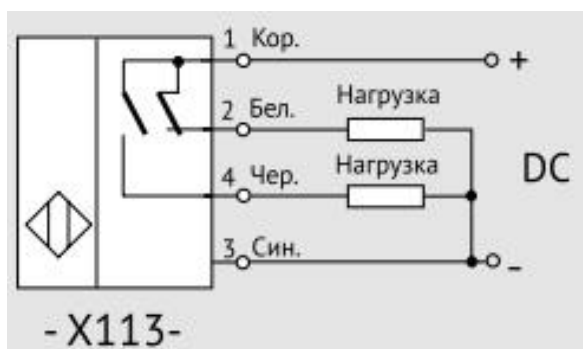 1 Кор. +
Нагрузка
2 Бел.
Нагрузка
DC
4 Чер.
3 Син. -
- X113-